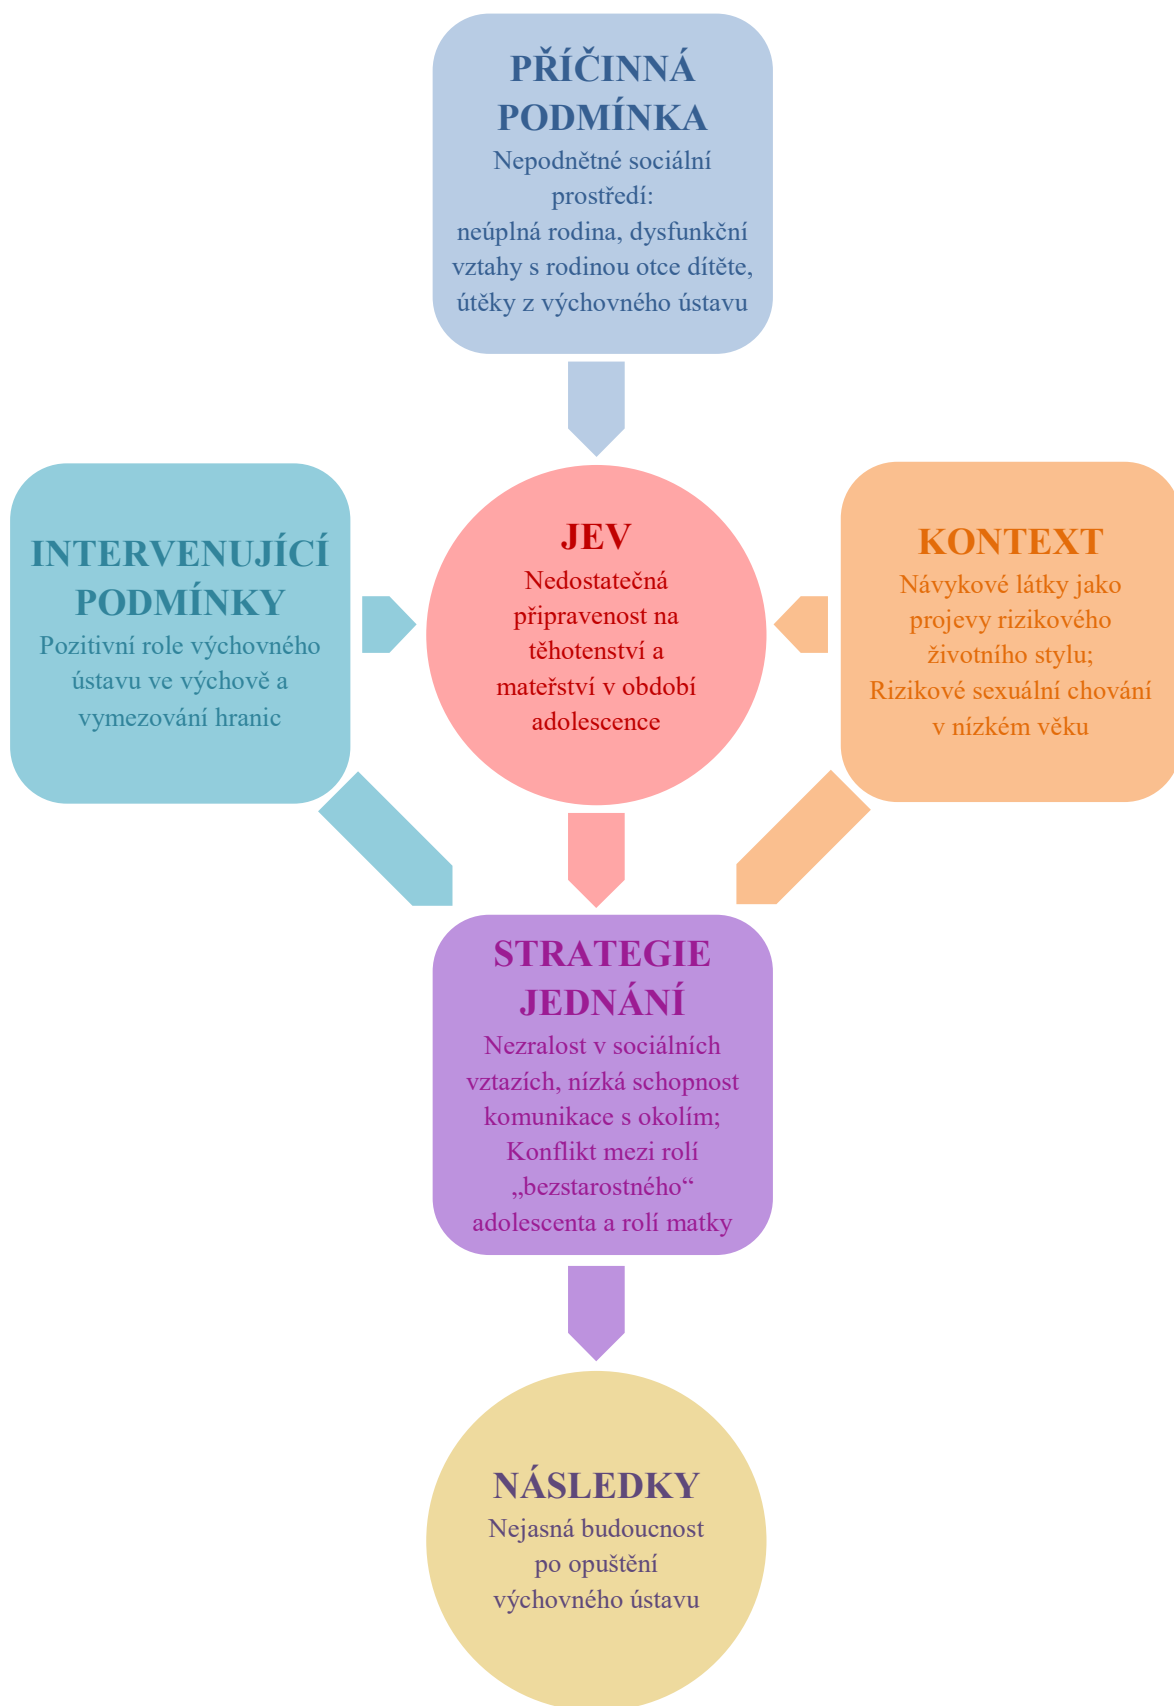 PŘÍČINNÁ
PODMÍNKA
Nepodnětné sociální
prostředí:
neúplná rodina, dysfunkční
vztahy s rodinou otce dítěte,
útěky z výchovného ústavu
INTERVENUJÍCÍ
PODMÍNKY
Pozitivní role výchovného
ústavu ve výchově a
vymezování hranic
JEV
Nedostatečná
připravenost na
těhotenství a
mateřství v období
adolescence
KONTEXT
Návykové látky jako
projevy rizikového
životního stylu;
Rizikové sexuální chování
v nízkém věku
STRATEGIE
JEDNÁNÍ
Nezralost v sociálních
vztazích, nízká schopnost
komunikace s okolím;
Konflikt mezi rolí
„bezstarostného“
adolescenta a rolí matky
NÁSLEDKY
Nejasná budoucnost
po opuštění
výchovného ústavu